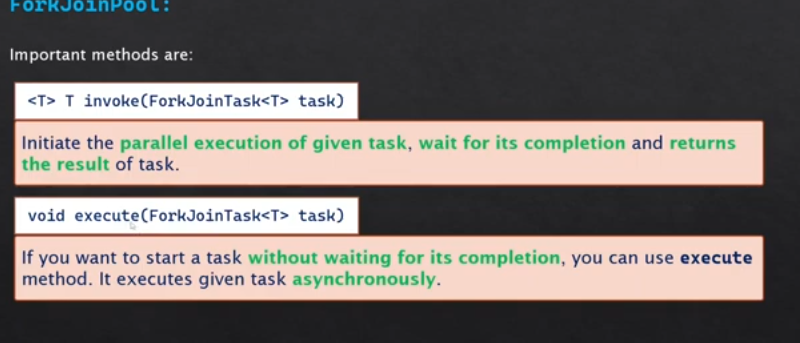 ForkJoinPool:
Important methods are:
<T> T invoke(ForkJoinTask<T> task)
Initiate the parallel execution of given task, wait for its completion and returns
the result of task.
void execute(ForkJoinTask<T> task)
If you want to start a task without waiting for its completion, you can use execute
method. It executes given task asynchronously.